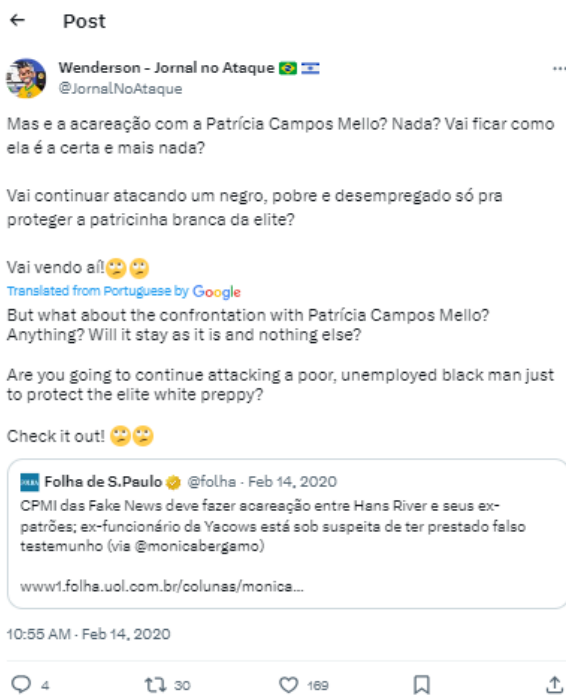 ← Post
Wenderson - Jornal no Ataque 🇧🇷 🇮🇱
@JornalNoAtaque
...
Mas e a acareação com a Patrícia Campos Mello? Nada? Vai ficar como
ela é a certa e mais nada?
Vai continuar atacando um negro, pobre e desempregado só pra
proteger a patricinha branca da elite?
Vai vendo aí!🙄🙄
Translated from Portuguese by Google
But what about the confrontation with Patrícia Campos Mello?
Anything? Will it stay as it is and nothing else?
Are you going to continue attacking a poor, unemployed black man just
to protect the elite white preppy?
Check it out! 🙄🙄
FOLHA Folha de S.Paulo @folha · Feb 14, 2020
CPMI das Fake News deve fazer acareação entre Hans River e seus ex-
patrões; ex-funcionário da Yacows está sob suspeita de ter prestado falso
testemunho (via @monicabergamo)
www1.folha.uol.com.br/colunas/monica...
10:55 AM · Feb 14, 2020
4 30 169